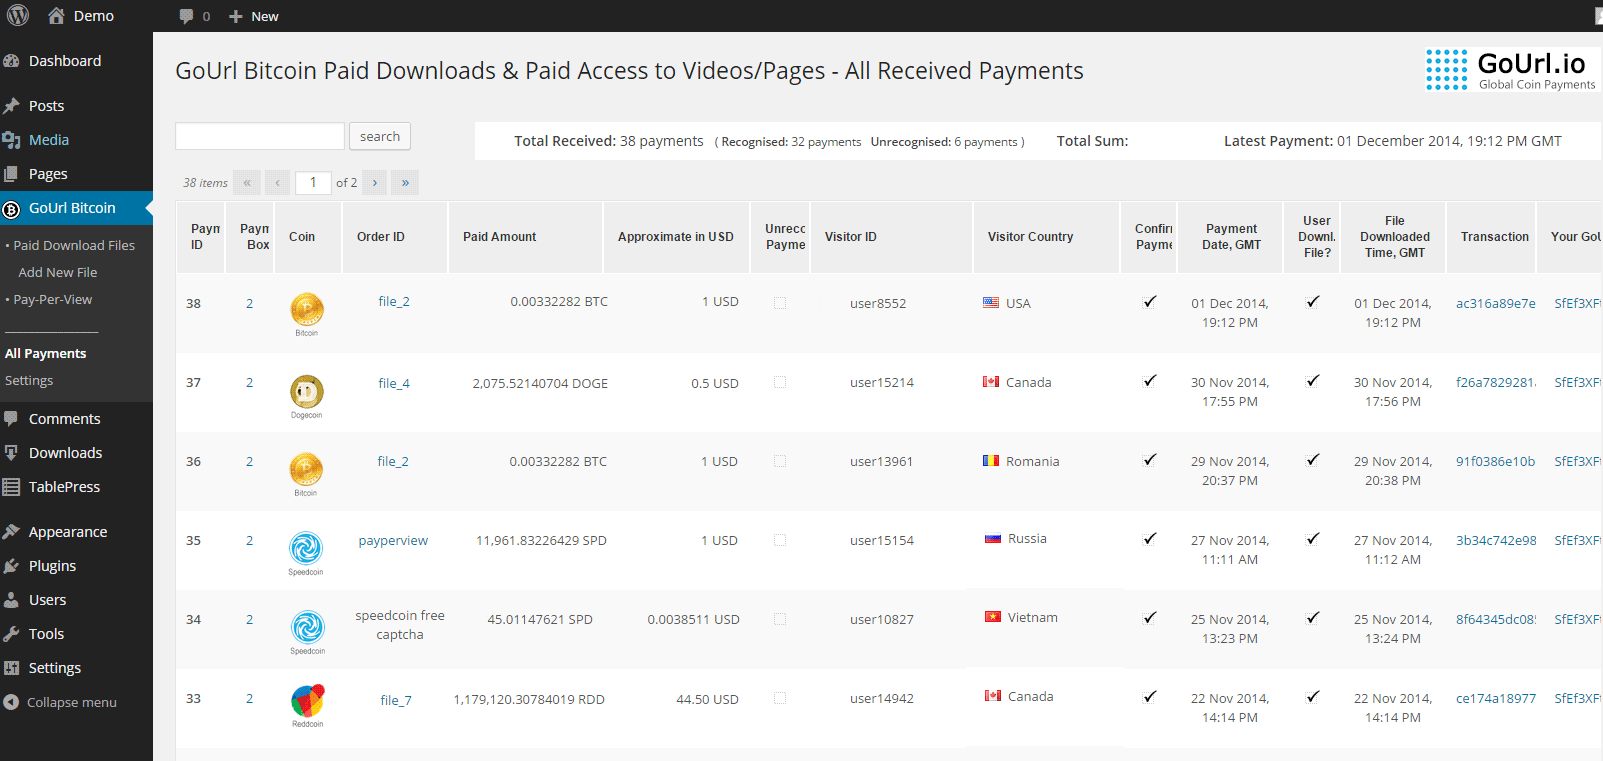 Demo
0
New
Dashboard
Posts
Media
Pages
GoUrl Bitcoin
• Paid Download Files
Add New File
• Pay-Per-View
All Payments
Settings
Comments
Downloads
TablePress
Appearance
Plugins
Users
Tools
Settings
Collapse menu
GoUrl Bitcoin Paid Downloads & Paid Access to Videos/Pages - All Received Payments
GoUrl.io
Global Coin Payments
search
Total Received: 38 payments ( Recognised: 32 payments Unrecognised: 6 payments ) Total Sum: Latest Payment: 01 December 2014, 19:12 PM GMT
38 items « ‹ 1 of 2 › »
Paym
ID
Paym
Box
Coin
Order ID
Paid Amount
Approximate in USD
Unrecc
Payme
Visitor ID
Visitor Country
Confirr
Payme
Payment
Date, GMT
User
Downl.
File?
File
Downloaded
Time, GMT
Transaction
Your GoU
38 2 Bitcoin file_2 0.00332282 BTC 1 USD user8552 USA ✓ 01 Dec 2014, ✓ 01 Dec 2014, ac316a89e7e SfEf3XF
19:12 PM 19:12 PM
37 2 Dogecoin file_4 2,075.52140704 DOGE 0.5 USD user15214 Canada ✓ 30 Nov 2014, ✓ 30 Nov 2014, f26a7829281 SfEf3XF
17:55 PM 17:56 PM
36 2 Bitcoin file_2 0.00332282 BTC 1 USD user13961 Romania ✓ 29 Nov 2014, ✓ 29 Nov 2014, 91f0386e10b SfEf3XF
20:37 PM 20:38 PM
35 2 Speedcoin payperview 11,961.83226429 SPD 1 USD user15154 Russia ✓ 27 Nov 2014, ✓ 27 Nov 2014, 3b34c742e98 SfEf3XF
11:11 AM 11:12 AM
34 2 Speedcoin speedcoin free 45.01147621 SPD 0.0038511 USD user10827 Vietnam ✓ 25 Nov 2014, ✓ 25 Nov 2014, 8f64345dc08 SfEf3XF
captcha 13:23 PM 13:24 PM
33 2 Reddcoin file_7 1,179,120.30784019 RDD 44.50 USD user14942 Canada ✓ 22 Nov 2014, ✓ 22 Nov 2014, ce174a18977 SfEf3XF
14:14 PM 14:14 PM